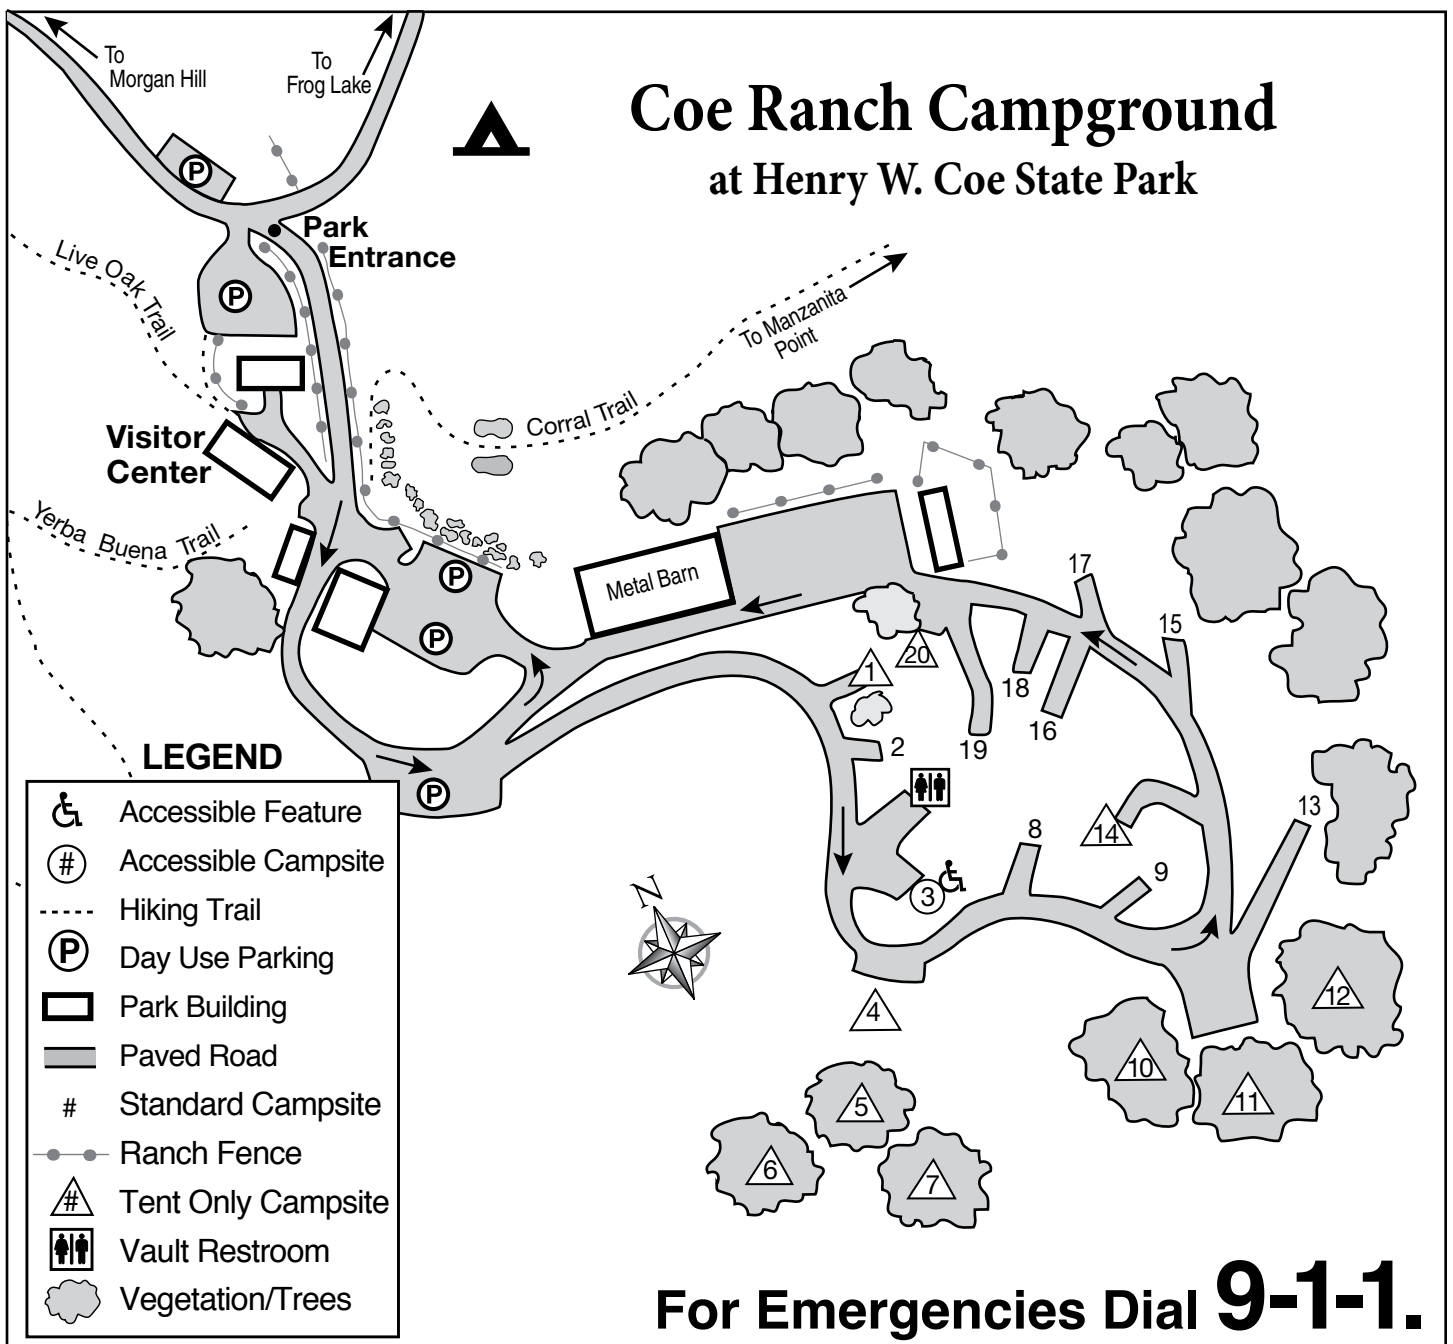 To
Morgan Hill
To
Frog Lake
Coe Ranch Campground
at Henry W. Coe State Park
P
Park
Entrance
Live Oak Trail
P
To Manzanita
Point
Corral Trail
Visitor
Center
Yerba Buena Trail
Metal Barn
P
P
17
15
1
20
18
16
19
2
13
8
14
9
3
N
4
12
10
11
5
6
7
P
LEGEND
Accessible Feature
# Accessible Campsite
Hiking Trail
P Day Use Parking
Park Building
Paved Road
# Standard Campsite
Ranch Fence
# Tent Only Campsite
Vault Restroom
Vegetation/Trees
For Emergencies Dial 9-1-1.